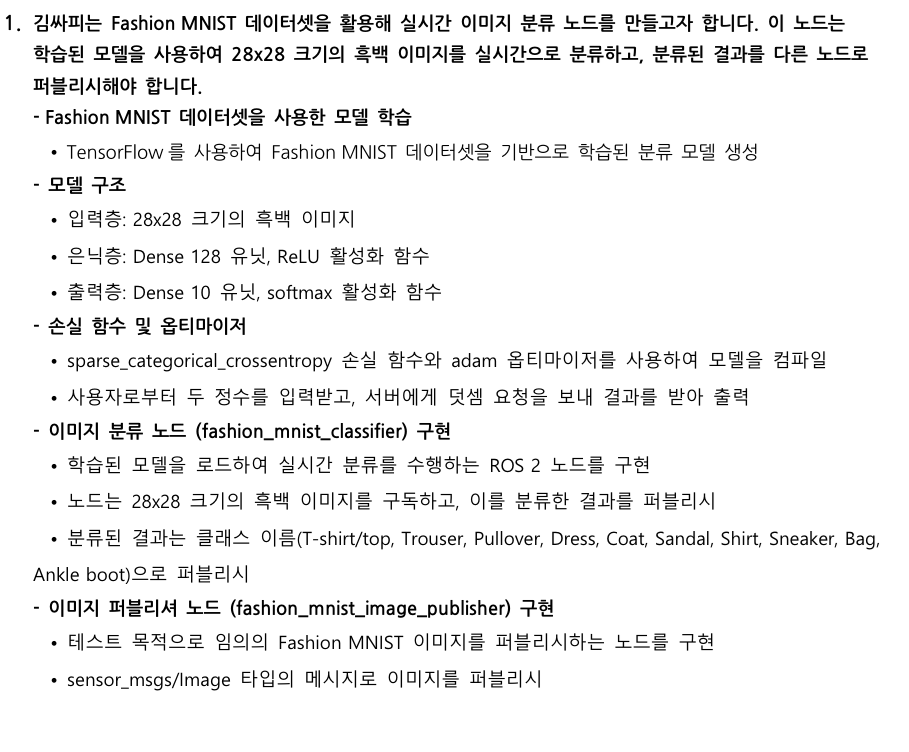 1. 김싸피는 Fashion MNIST 데이터셋을 활용해 실시간 이미지 분류 노드를 만들고자 합니다. 이 노드는
학습된 모델을 사용하여 28x28 크기의 흑백 이미지를 실시간으로 분류하고, 분류된 결과를 다른 노드로
퍼블리시해야 합니다.
- Fashion MNIST 데이터셋을 사용한 모델 학습
• TensorFlow를 사용하여 Fashion MNIST 데이터셋을 기반으로 학습된 분류 모델 생성
- 모델 구조
• 입력층: 28x28 크기의 흑백 이미지
• 은닉층: Dense 128 유닛, ReLU 활성화 함수
• 출력층: Dense 10 유닛, softmax 활성화 함수
- 손실 함수 및 옵티마이저
• sparse_categorical_crossentropy 손실 함수와 adam 옵티마이저를 사용하여 모델을 컴파일
• 사용자로부터 두 정수를 입력받고, 서버에게 덧셈 요청을 보내 결과를 받아 출력
- 이미지 분류 노드 (fashion_mnist_classifier) 구현
• 학습된 모델을 로드하여 실시간 분류를 수행하는 ROS 2 노드를 구현
• 노드는 28x28 크기의 흑백 이미지를 구독하고, 이를 분류한 결과를 퍼블리시
• 분류된 결과는 클래스 이름(T-shirt/top, Trouser, Pullover, Dress, Coat, Sandal, Shirt, Sneaker, Bag,
Ankle boot)으로 퍼블리시
- 이미지 퍼블리셔 노드 (fashion_mnist_image_publisher) 구현
• 테스트 목적으로 임의의 Fashion MNIST 이미지를 퍼블리시하는 노드를 구현
• sensor_msgs/Image 타입의 메시지로 이미지를 퍼블리시